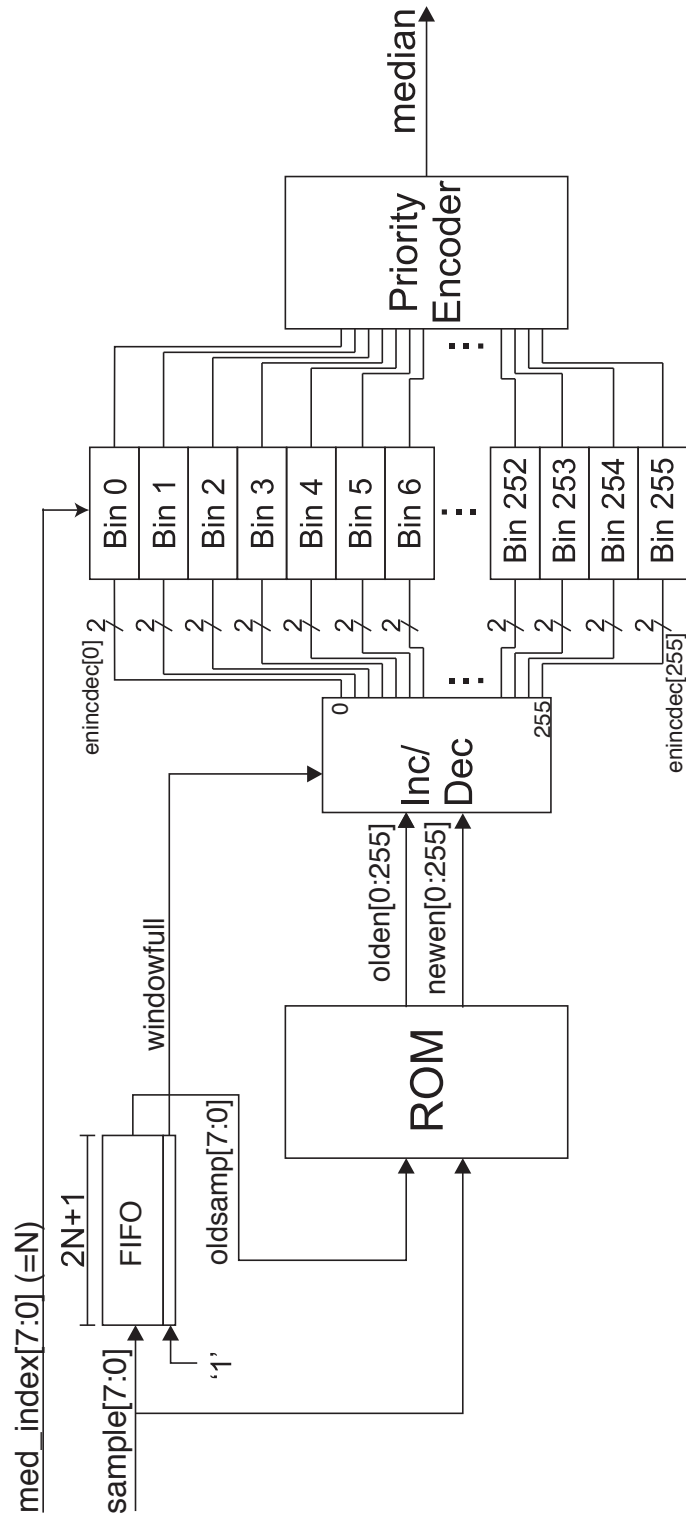 med_index[7:0] (=N)
sample[7:0]
2N+1
FIFO
‘1’
windowfull
oldsamp[7:0]
ROM
olden[0:255]
newen[0:255]
Inc/
Dec
0
255
enincdec[0]
enincdec[255]
2
2
2
2
2
2
2
2
2
2
2
Bin 0
Bin 1
Bin 2
Bin 3
Bin 4
Bin 5
Bin 6
...
Bin 252
Bin 253
Bin 254
Bin 255
...
...
Priority
Encoder
median